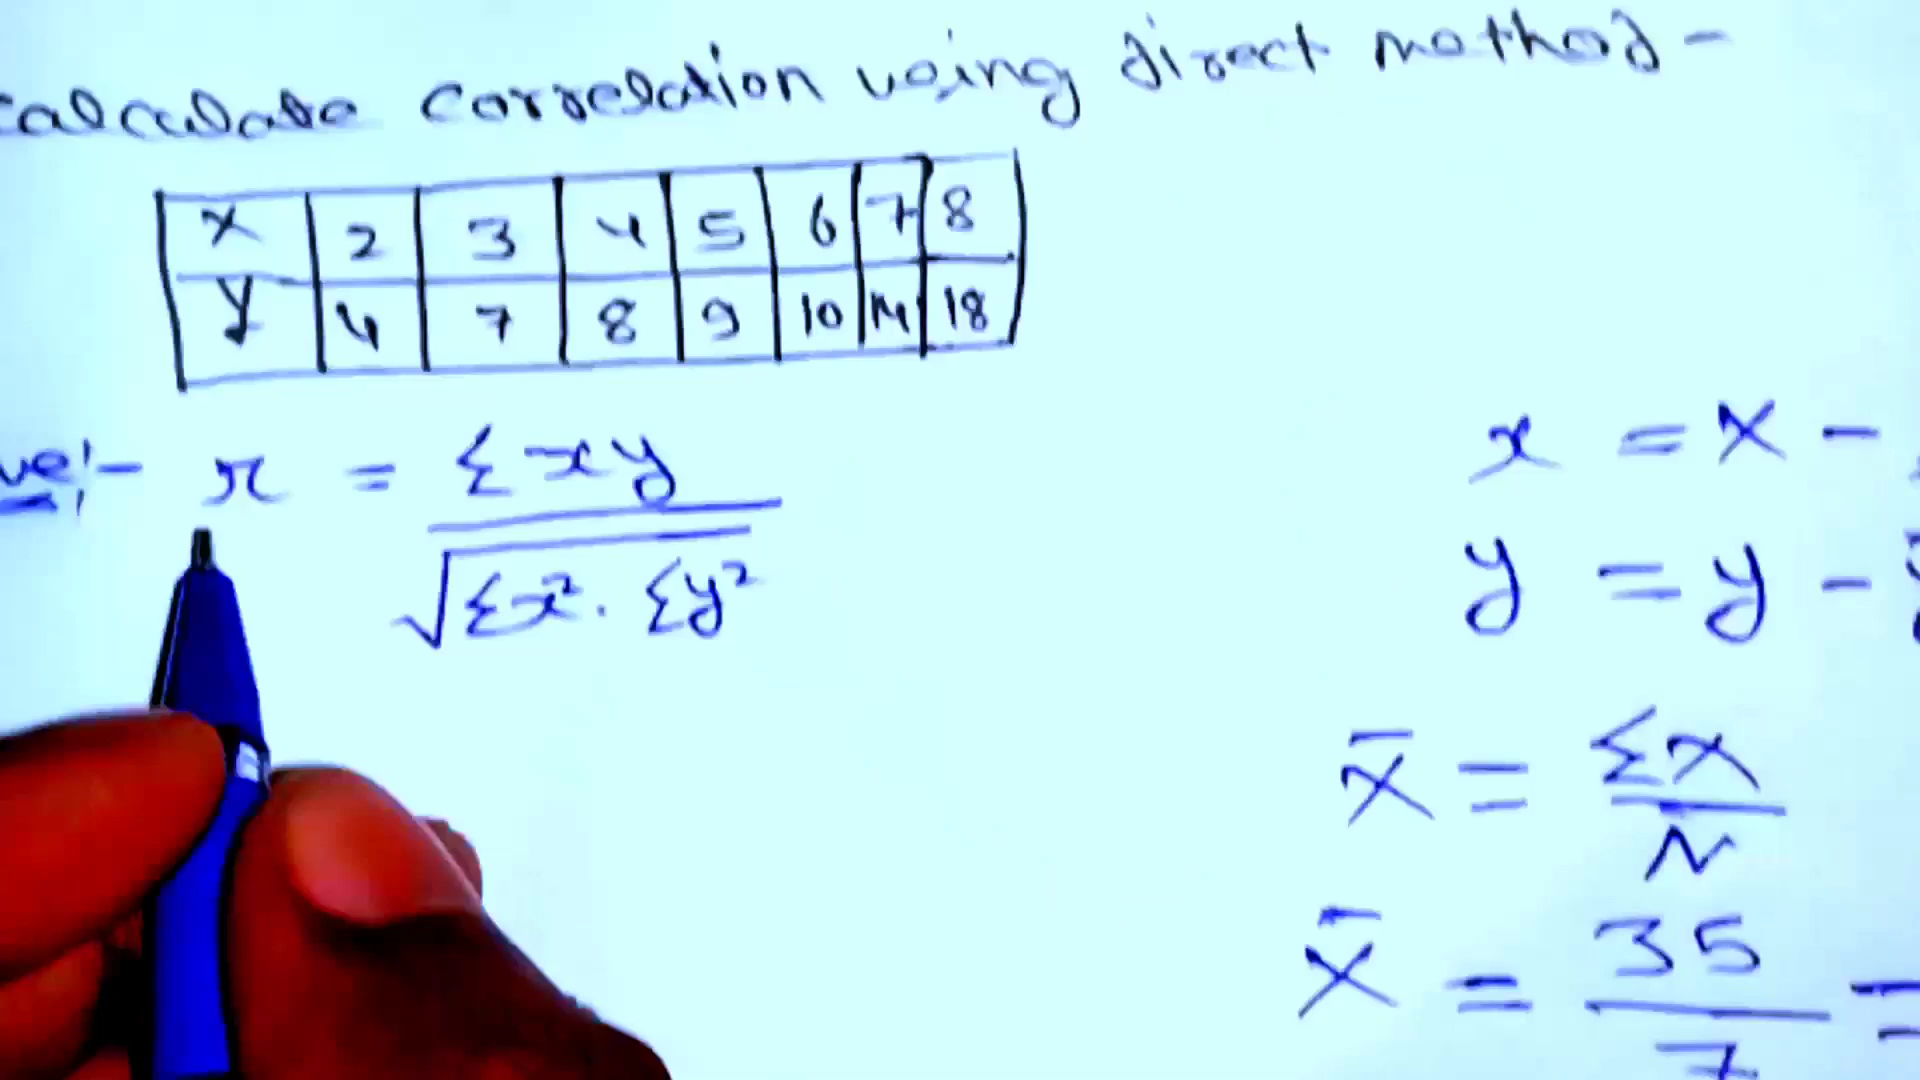 calculate correlation using direct method -
X 2 3 4 5 6 7 8
Y 4 7 8 9 10 14 18
ve:- r = Σxy
√Σx² . Σy²
x = X -
y = y -
X̄ = ΣX
N
X̄ = 35 =
7